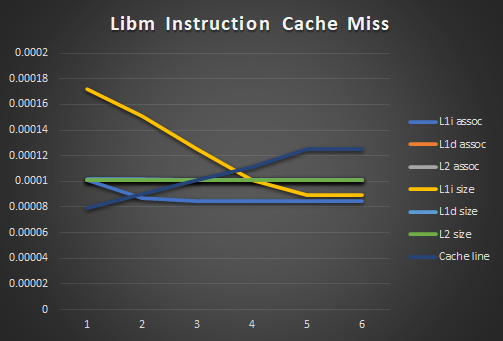 Libm Instruction Cache Miss
0.0002
0.00018
0.00016
0.00014
0.00012
0.0001
0.00008
0.00006
0.00004
0.00002
0
1 2 3 4 5 6
L1i assoc
L1d assoc
L2 assoc
L1i size
L1d size
L2 size
Cache line